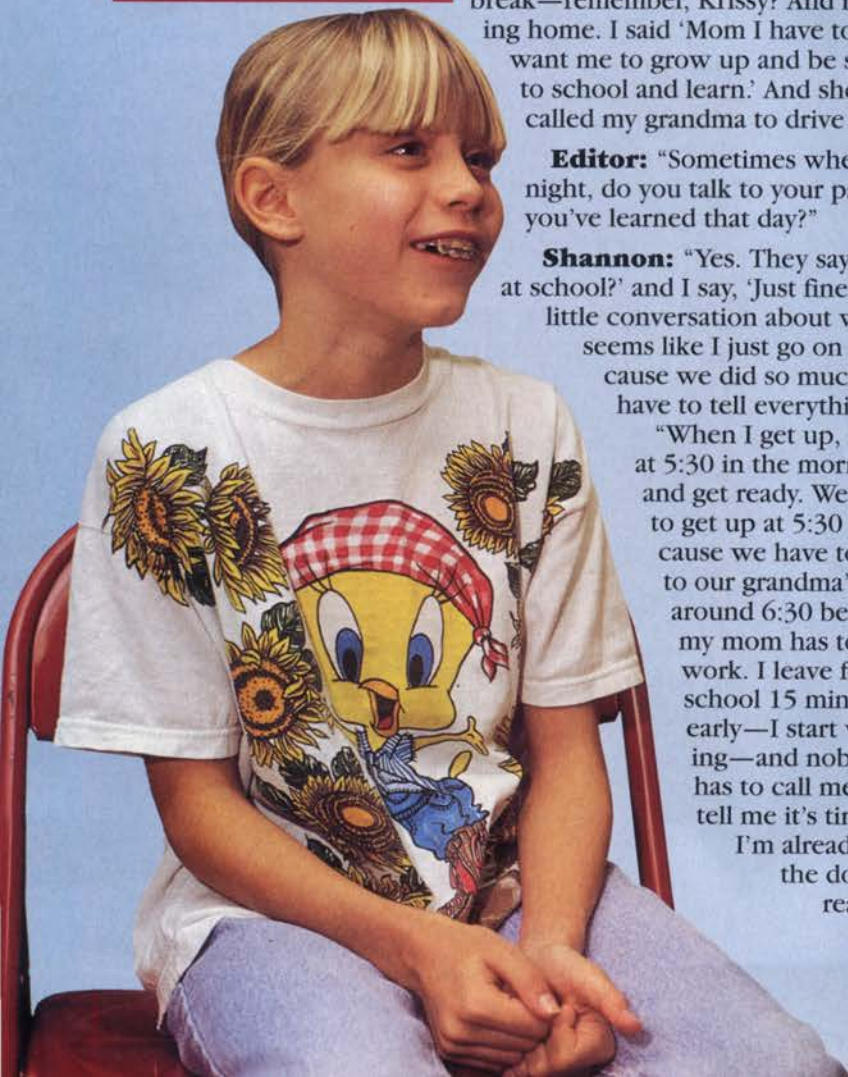 break—remember, Krissy? And
ing home. I said ‘Mom I have to
want me to grow up and be s
to school and learn.’ And she
called my grandma to drive
Editor: “Sometimes whe
night, do you talk to your p
you’ve learned that day?”
Shannon: “Yes. They say
at school?’ and I say, ‘Just fine
little conversation about w
seems like I just go on
cause we did so muc
have to tell everythi
“When I get up,
at 5:30 in the mor
and get ready. We
to get up at 5:30
cause we have to
to our grandma’
around 6:30 be
my mom has to
work. I leave f
school 15 min
early—I start w
ing—and nob
has to call me
tell me it’s tim
I’m alread
the do
rea